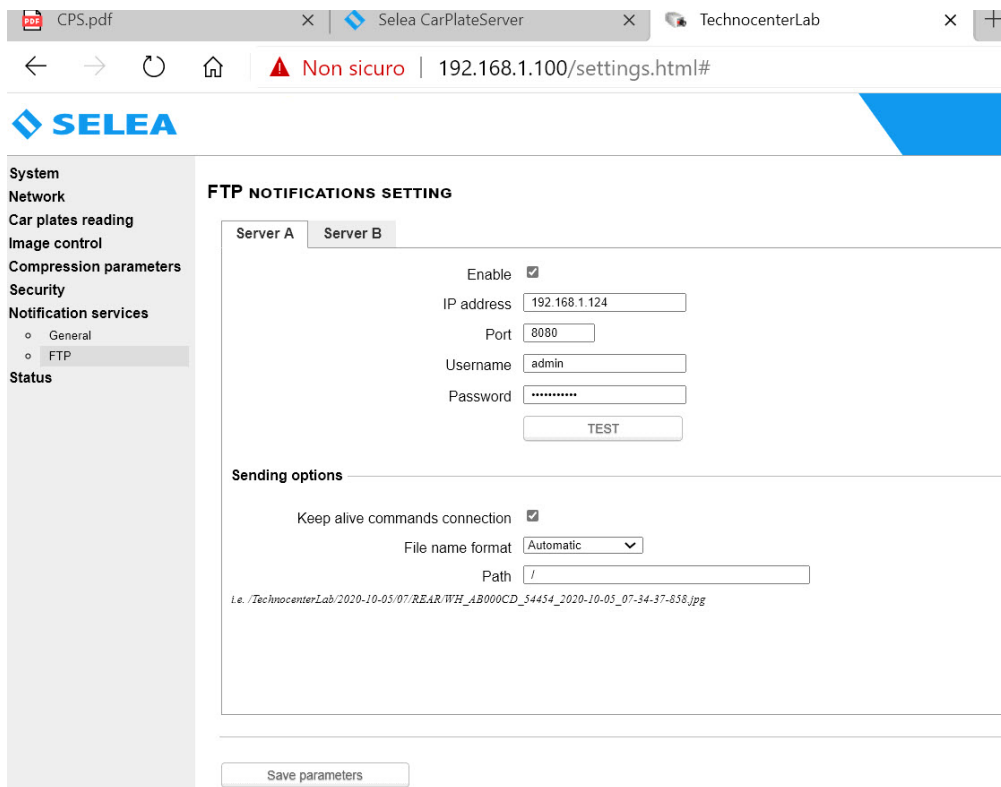 PDF CPS.pdf Selea CarPlateServer TechnocenterLab
Non sicuro | 192.168.1.100/settings.html#
SELEA
System
Network
Car plates reading
Image control
Compression parameters
Security
Notification services
General
FTP
Status
FTP NOTIFICATIONS SETTING
Server A Server B
Enable
IP address 192.168.1.124
Port 8080
Username admin
Password •••••••••••
TEST
Sending options
Keep alive commands connection
File name format Automatic
Path /
i.e. /TechnocenterLab/2020-10-05/07/REAR/WH_AB000CD_54454_2020-10-05_07-34-37-858.jpg
Save parameters